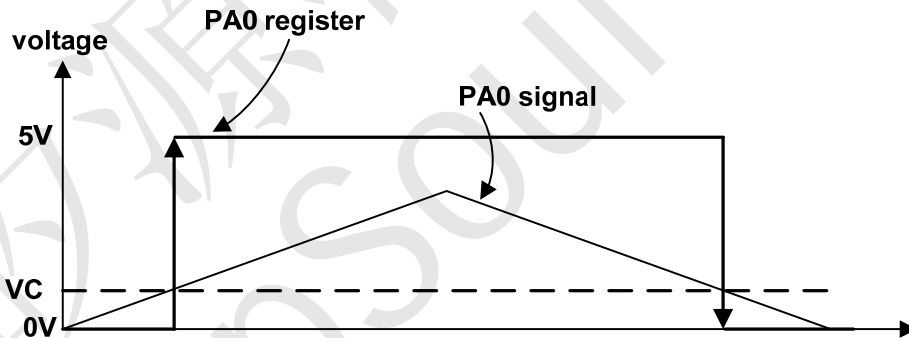 PA0 register
voltage
PA0 signal
5V
VC
0V